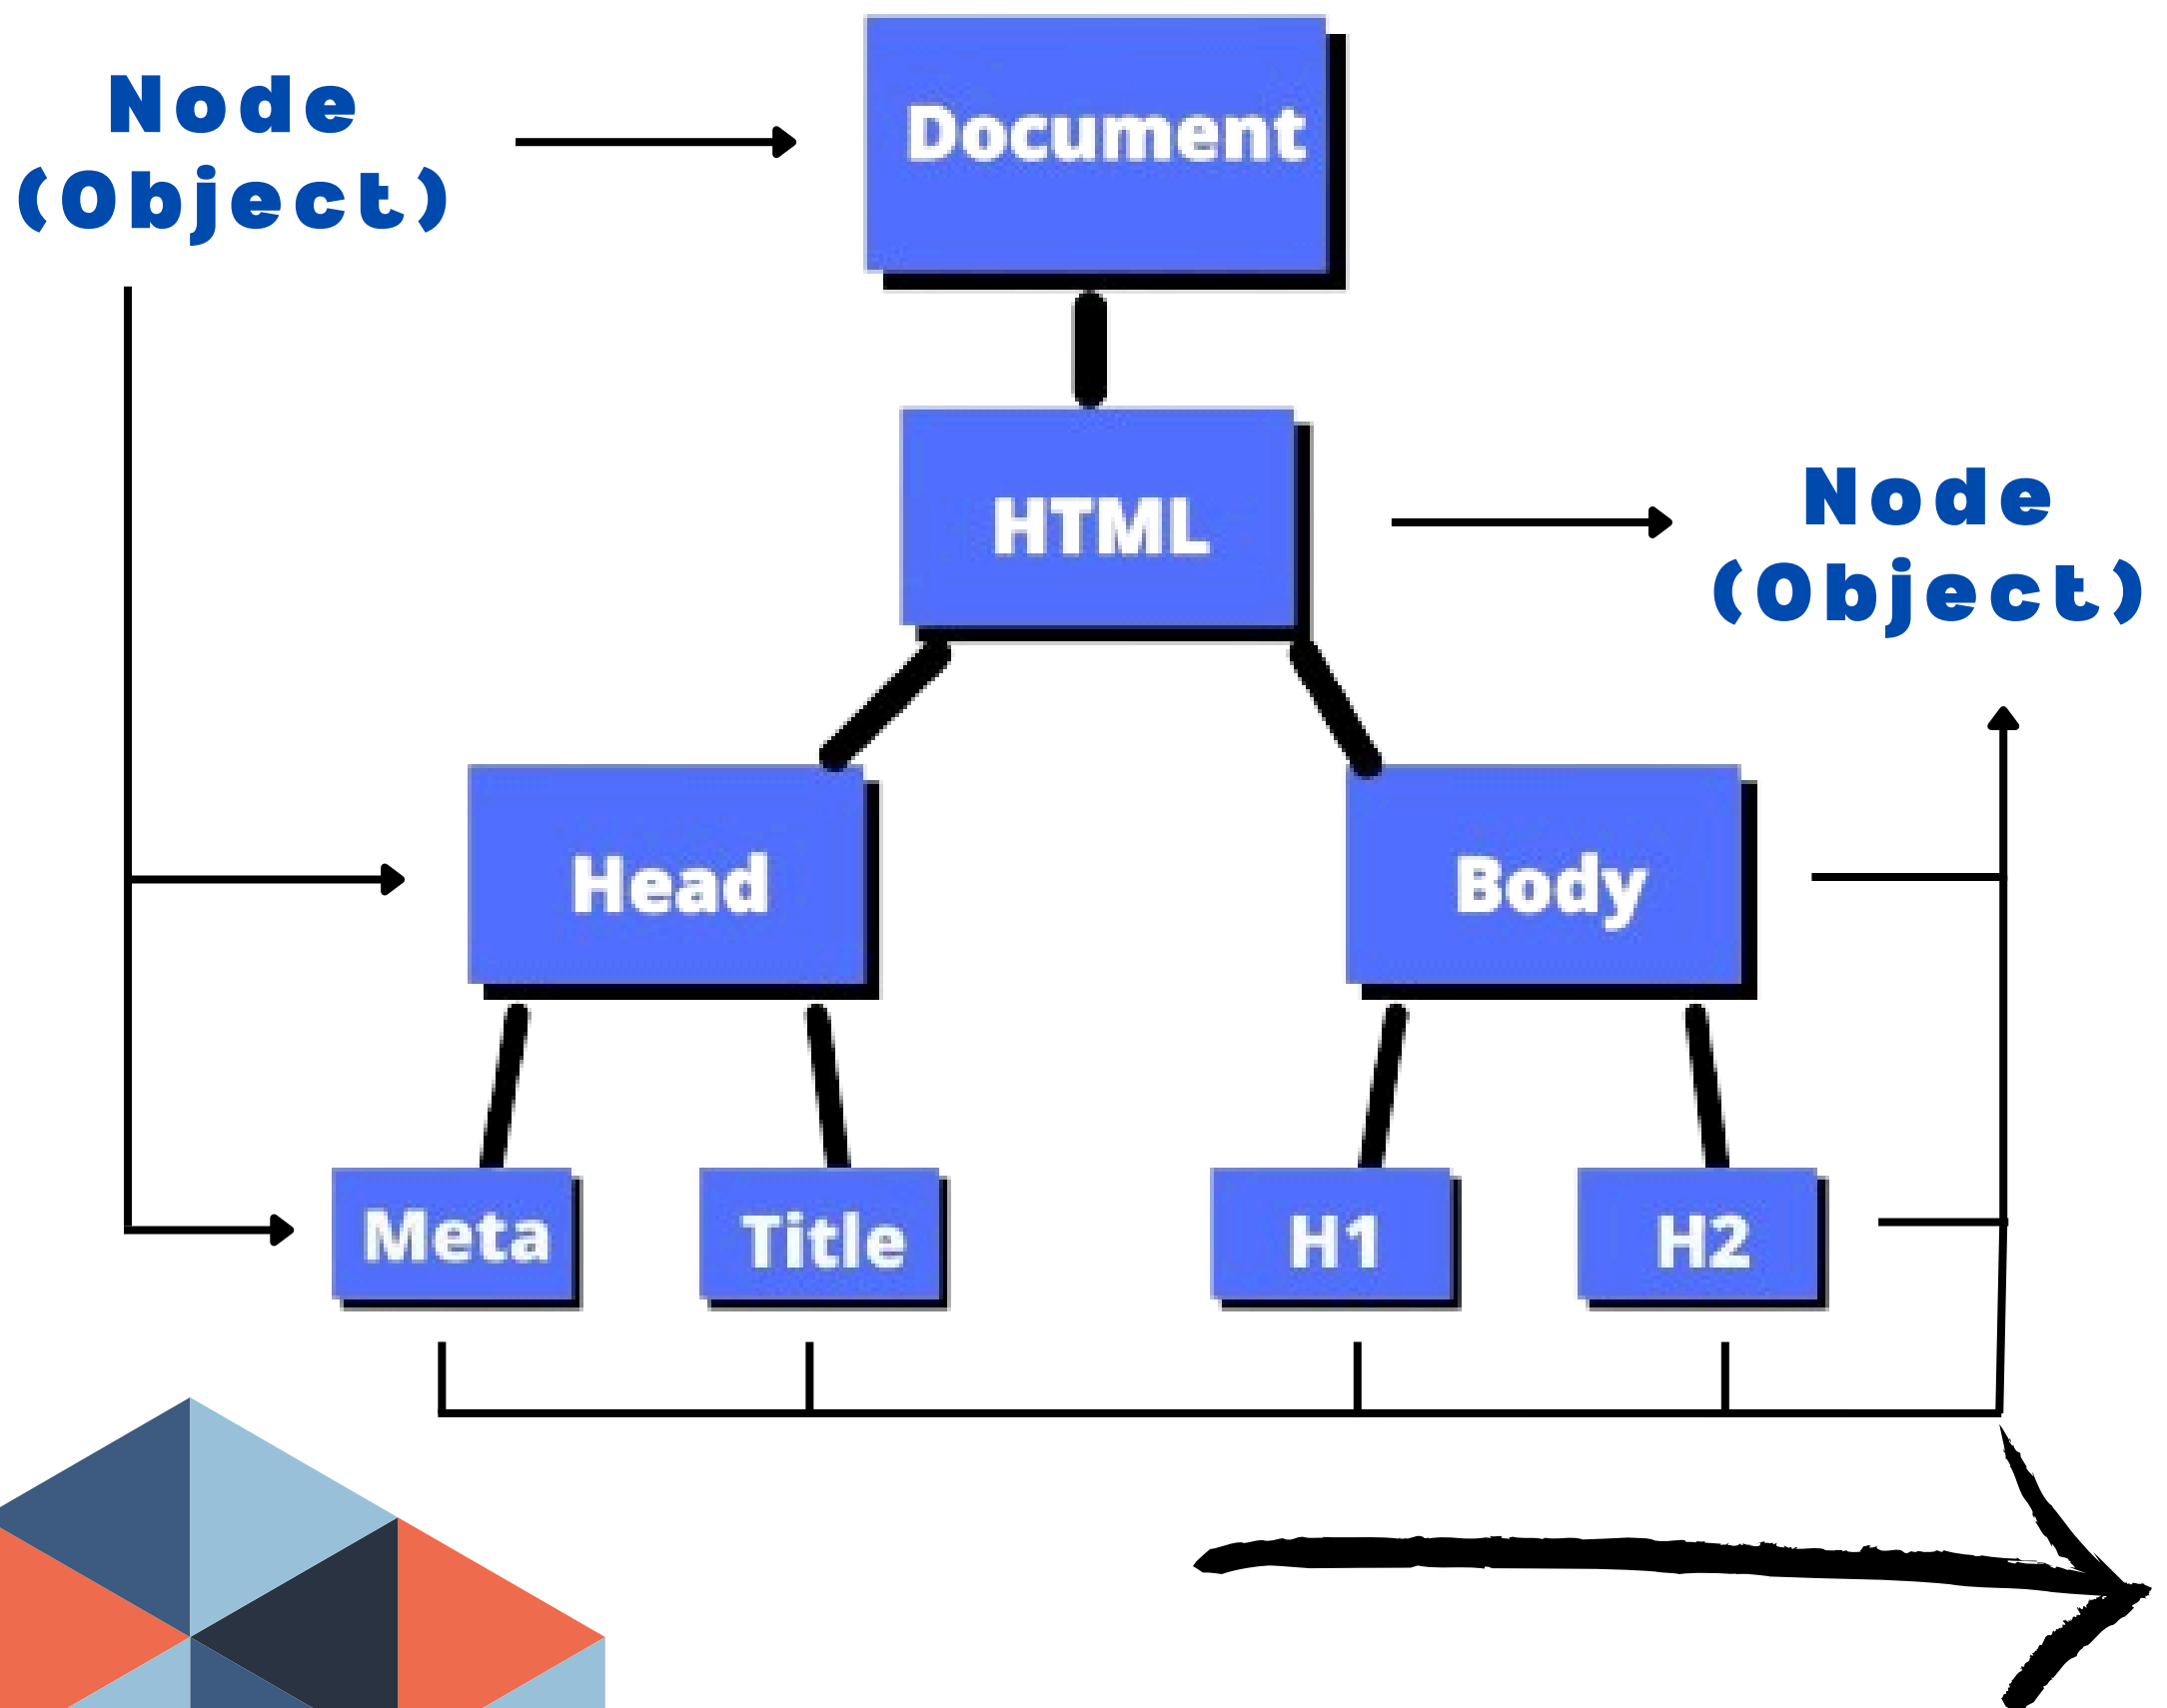 Node
(Object)
Document
HTML
Node
(Object)
Head
Body
Meta
Title
H1
H2